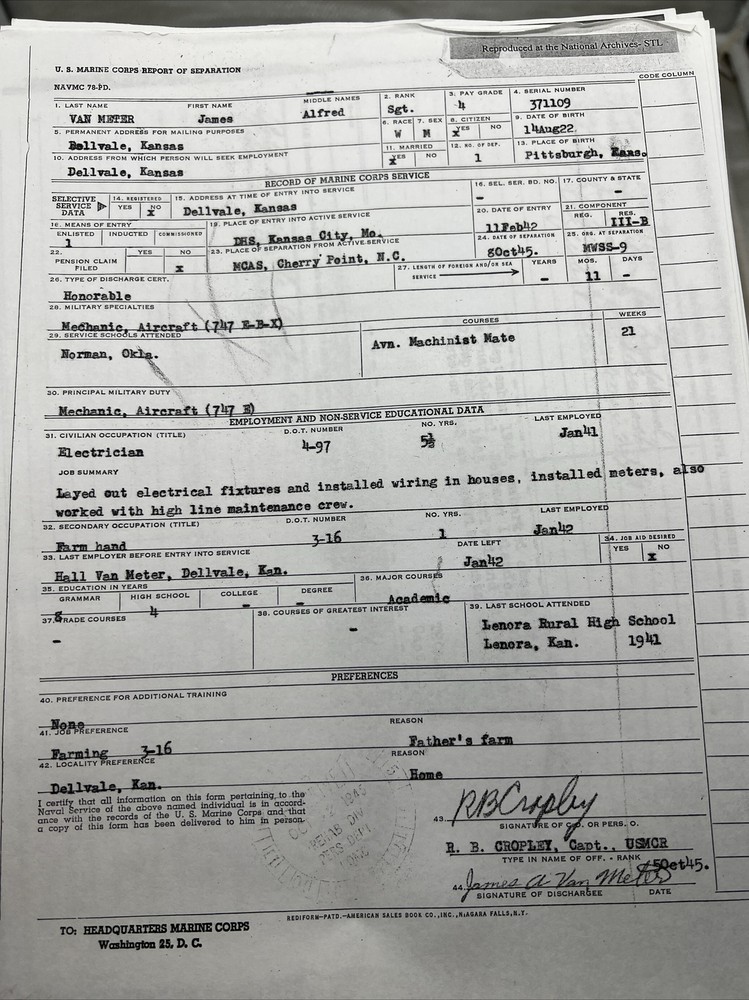 Reproduced at the National Archives- STL
U. S. MARINE CORPS REPORT OF SEPARATION
NAVMC 78-PD.
CODE COLUMN
1. LAST NAME FIRST NAME MIDDLE NAMES 2. RANK 3. PAY GRADE 4. SERIAL NUMBER
VAN METER James Alfred Sgt. 4 371109
5. PERMANENT ADDRESS FOR MAILING PURPOSES 6. RACE 7. SEX 8. CITIZEN YES NO 9. DATE OF BIRTH
Dellvale, Kansas W M x 14Aug22
10. ADDRESS FROM WHICH PERSON WILL SEEK EMPLOYMENT 11. MARRIED YES NO 12. NO. OF DEP. 13. PLACE OF BIRTH
Dellvale, Kansas x 1 Pittsburgh, Kans.
RECORD OF MARINE CORPS SERVICE
SELECTIVE SERVICE DATA 14. REGISTERED YES NO 15. ADDRESS AT TIME OF ENTRY INTO SERVICE 16. SEL. SER. BD. NO. 17. COUNTY & STATE
x Dellvale, Kansas - -
18. MEANS OF ENTRY 19. PLACE OF ENTRY INTO ACTIVE SERVICE 20. DATE OF ENTRY 21. COMPONENT
ENLISTED INDUCTED COMMISSIONED REG. RES.
1 DHS, Kansas City, Mo. 11Feb42 III-B
22. PENSION CLAIM FILED YES NO 23. PLACE OF SEPARATION FROM ACTIVE SERVICE 24. DATE OF SEPARATION 25. ORG. AT SEPARATION
x MCAS, Cherry Point, N.C. 8Oct45. MWSS-9
26. TYPE OF DISCHARGE CERT. 27. LENGTH OF FOREIGN AND/OR SEA SERVICE YEARS MOS. DAYS
Honorable - 11 -
28. MILITARY SPECIALTIES
Mechanic, Aircraft (747 E-B-X)
29. SERVICE SCHOOLS ATTENDED COURSES WEEKS
Norman, Okla. Avn. Machinist Mate 21
30. PRINCIPAL MILITARY DUTY
Mechanic, Aircraft (747 E)
EMPLOYMENT AND NON-SERVICE EDUCATIONAL DATA
31. CIVILIAN OCCUPATION (TITLE) D.O.T. NUMBER NO. YRS. LAST EMPLOYED
Electrician 4-97 5½ Jan41
JOB SUMMARY
Layed out electrical fixtures and installed wiring in houses, installed meters, also
worked with high line maintenance crew.
32. SECONDARY OCCUPATION (TITLE) D.O.T. NUMBER NO. YRS. LAST EMPLOYED
Farm hand 3-16 1 Jan42
33. LAST EMPLOYER BEFORE ENTRY INTO SERVICE DATE LEFT 34. JOB AID DESIRED YES NO
Hall Van Meter, Dellvale, Kan. Jan42 x
35. EDUCATION IN YEARS 36. MAJOR COURSES
GRAMMAR HIGH SCHOOL COLLEGE DEGREE
8 4 - - Academic
37. TRADE COURSES 38. COURSES OF GREATEST INTEREST 39. LAST SCHOOL ATTENDED
- - Lenora Rural High School
Lenora, Kan. 1941
PREFERENCES
40. PREFERENCE FOR ADDITIONAL TRAINING
None
41. JOB PREFERENCE REASON
Farming 3-16 Father's farm
42. LOCALITY PREFERENCE REASON
Dellvale, Kan. Home
I certify that all information on this form pertaining to the
Naval Service of the above named individual is in accord-
ance with the records of the U. S. Marine Corps and that
a copy of this form has been delivered to him in person.
REHAB DIV
PERS DEPT
43. RBCropley
SIGNATURE OF C.O. OR PERS. O.
R. B. CROPLEY, Capt., USMCR
TYPE IN NAME OF OFF. - RANK
44. James A Van Meter 5Oct45.
SIGNATURE OF DISCHARGEE DATE
REDIFORM-PATD.-AMERICAN SALES BOOK CO.,INC.,NIAGARA FALLS,N.Y.
TO: HEADQUARTERS MARINE CORPS
Washington 25, D. C.